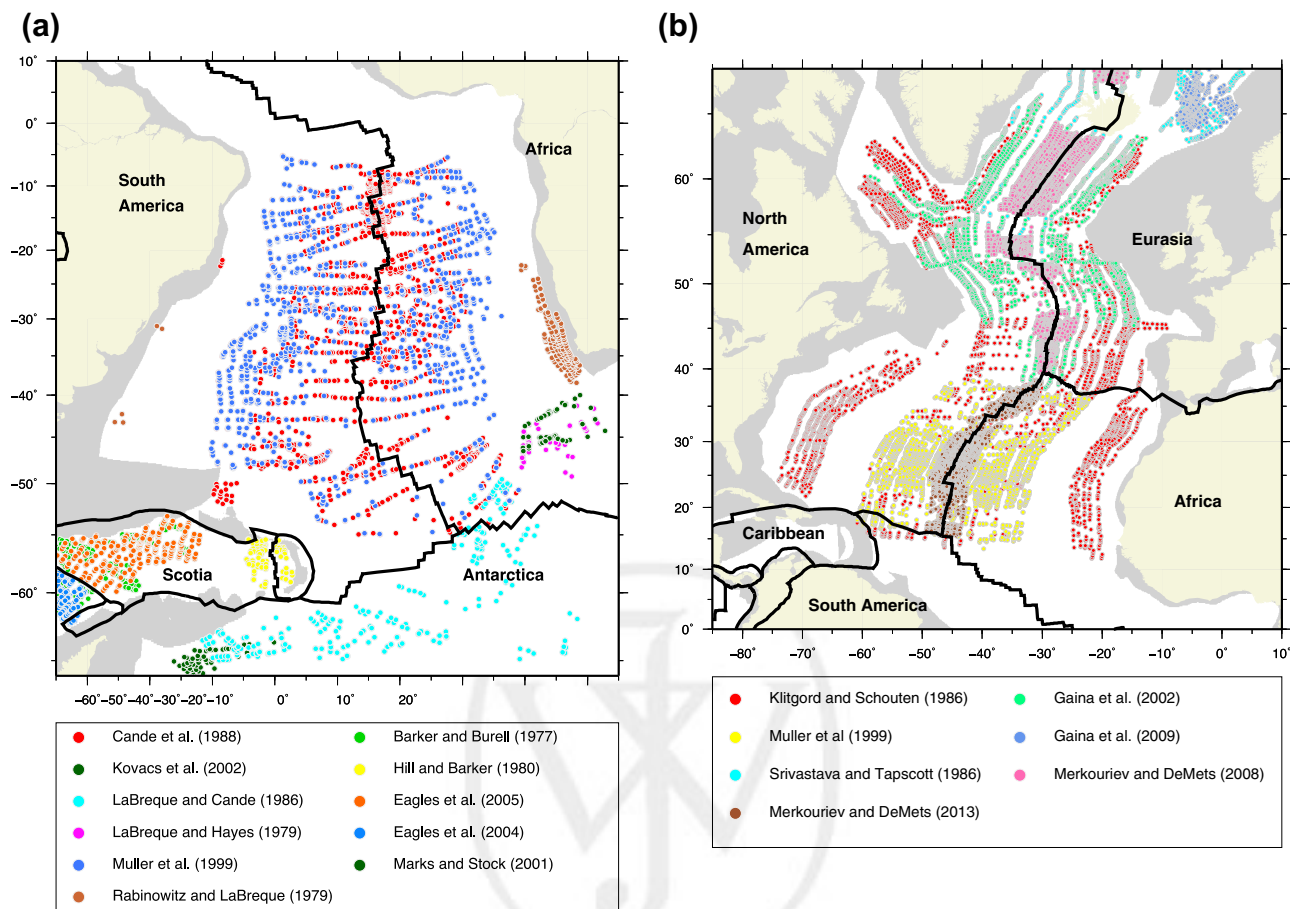 (a)
10°
0°
−10°
−20°
−30°
−40°
−50°
−60°
South
America
Africa
Scotia
Antarctica
−60° −50° −40° −30° −20° −10° 0° 20°
Cande et al. (1988)
Kovacs et al. (2002)
LaBreque and Cande (1986)
LaBreque and Hayes (1979)
Muller et al. (1999)
Rabinowitz and LaBreque (1979)
Barker and Burell (1977)
Hill and Barker (1980)
Eagles et al. (2005)
Eagles et al. (2004)
Marks and Stock (2001)
(b)
60°
50°
40°
30°
20°
10°
0°
North
America
Eurasia
Africa
Caribbean
South America
−80° −70° −60° −50° −40° −30° −20° −10° 0° 10°
Klitgord and Schouten (1986)
Muller et al (1999)
Srivastava and Tapscott (1986)
Merkouriev and DeMets (2013)
Gaina et al. (2002)
Gaina et al. (2009)
Merkouriev and DeMets (2008)